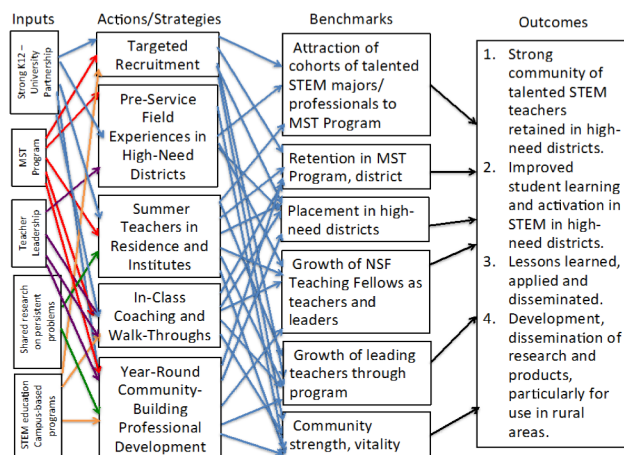 Inputs
Actions/Strategies
Benchmarks
Outcomes
Strong K12 –
University
Partnership
MST
Program
Teacher
Leadership
Shared research
on persistent
problems
STEM education
Campus-based
programs
Targeted
Recruitment
Pre-Service
Field
Experiences in
High-Need
Districts
Summer
Teachers in
Residence and
Institutes
In-Class
Coaching and
Walk-Throughs
Year-Round
Community-
Building
Professional
Development
Attraction of
cohorts of talented
STEM majors/
professionals to
MST Program
Retention in MST
Program, district
Placement in high-
need districts
Growth of NSF
Teaching Fellows as
teachers and
leaders
Growth of leading
teachers through
program
Community
strength, vitality
1. Strong
community of
talented STEM
teachers
retained in high-
need districts.
2. Improved
student learning
and activation in
STEM in high-
need districts.
3. Lessons learned,
applied and
disseminated.
4. Development,
dissemination of
research and
products,
particularly for
use in rural
areas.